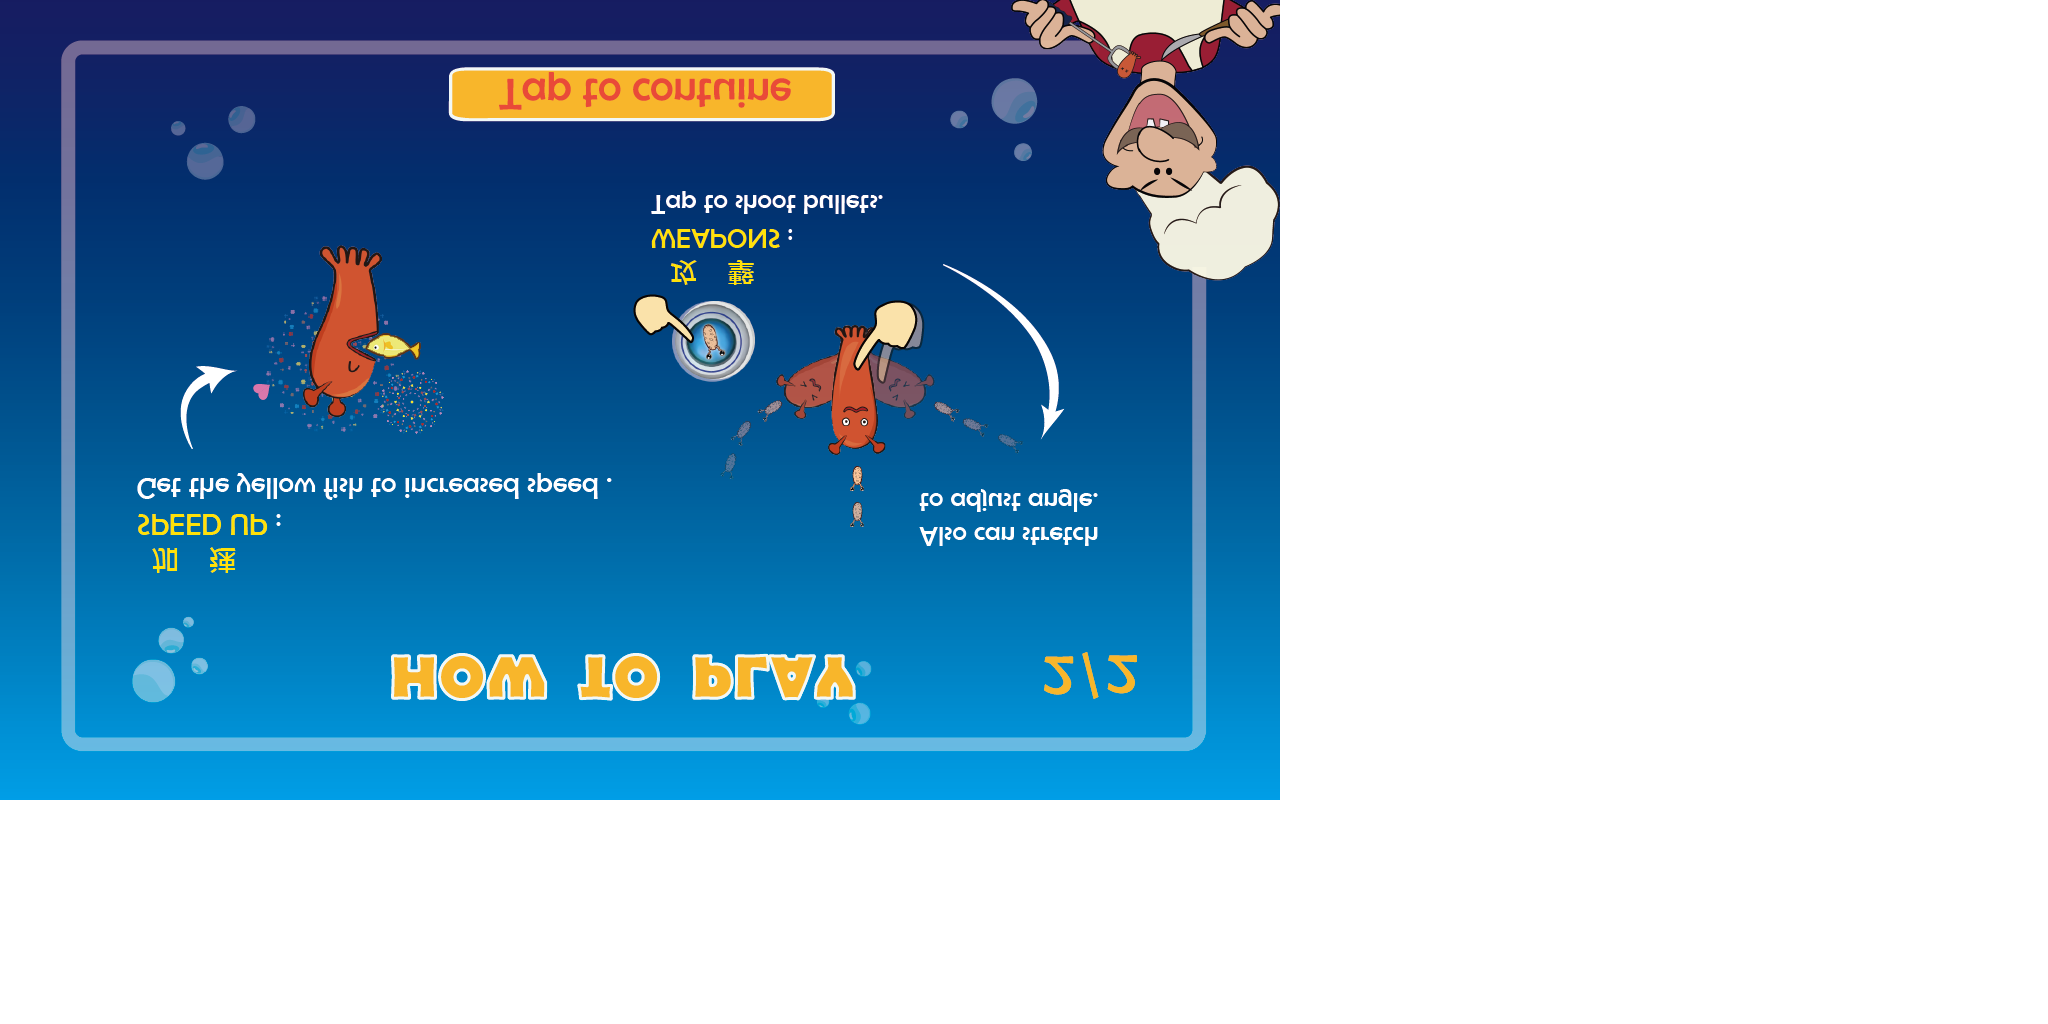 HOW TO PLAY
2/2
加 速
SPEED UP :
Get the yellow fish to increased speed .
Also can stretch
to adjust angle.
攻 擊
WEAPONS :
Tap to shoot bullets.
Tap to contuine